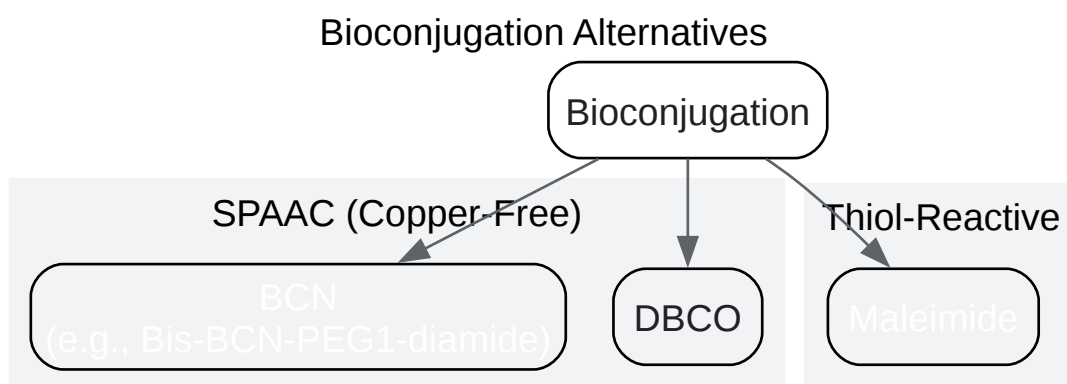 Bioconjugation Alternatives
Bioconjugation
SPAAC (Copper-Free)
Thiol-Reactive
BCN
(e.g., Bis-BCN-PEG1-diamide)
DBCO
Maleimide